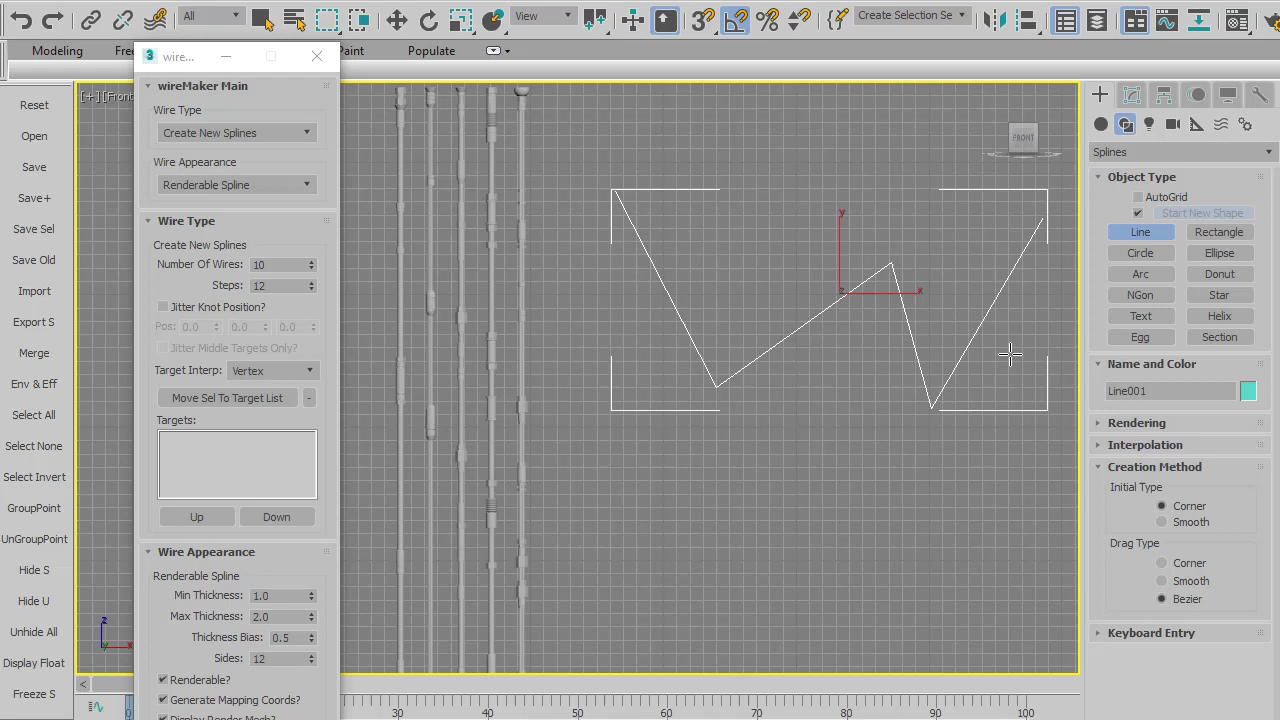 All
View
Create Selection Se
Modeling
Populate
[+][Front
wire...
wireMaker Main
Wire Type
Create New Splines
Wire Appearance
Renderable Spline
Wire Type
Create New Splines
Number Of Wires: 10
Steps: 12
Jitter Knot Position?
Pos: 0.0 0.0 0.0
Jitter Middle Targets Only?
Target Interp: Vertex
Move Sel To Target List -
Targets:
Up Down
Wire Appearance
Renderable Spline
Min Thickness: 1.0
Max Thickness: 2.0
Thickness Bias: 0.5
Sides: 12
Renderable?
Generate Mapping Coords?
Display Render Mesh?
Reset
Open
Save
Save+
Save Sel
Save Old
Import
Export S
Merge
Env & Eff
Select All
Select None
Select Invert
GroupPoint
UnGroupPoint
Hide S
Hide U
Unhide All
Display Float
Freeze S
FRONT
y
z x
z
y x
< 
30 40 50 60 70 80 90 100
Splines
Object Type
AutoGrid
Start New Shape
Line Rectangle
Circle Ellipse
Arc Donut
NGon Star
Text Helix
Egg Section
Name and Color
Line001
Rendering
Interpolation
Creation Method
Initial Type
Corner
Smooth
Drag Type
Corner
Smooth
Bezier
Keyboard Entry